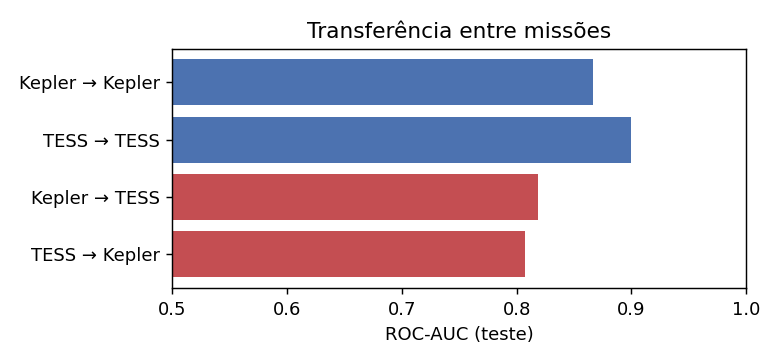 Transferência entre missões
Kepler → Kepler
TESS → TESS
Kepler → TESS
TESS → Kepler
0.5 0.6 0.7 0.8 0.9 1.0
ROC-AUC (teste)